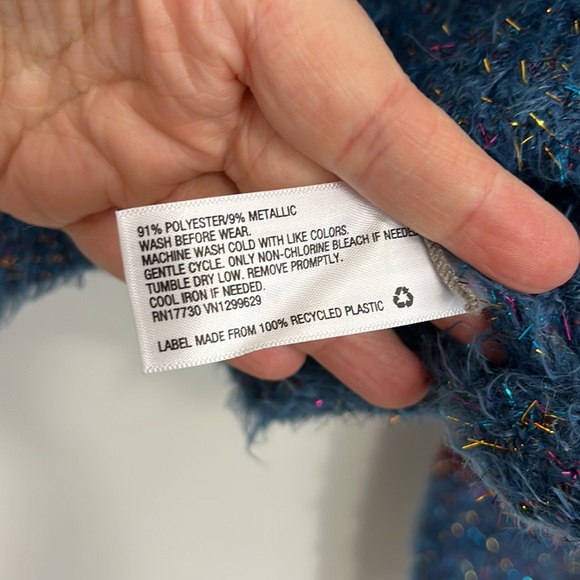 91% POLYESTER/9% METALLIC
WASH BEFORE WEAR.
MACHINE WASH COLD WITH LIKE COLORS.
GENTLE CYCLE. ONLY NON-CHLORINE BLEACH IF
TUMBLE DRY LOW. REMOVE PROMPTLY.
COOL IRON IF NEEDED.
RN17730 VN1299629
LABEL MADE FROM 100% RECYCLED PLASTIC